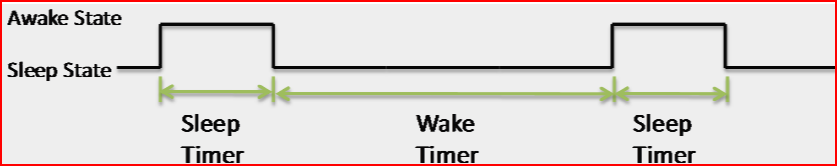 Awake State
Sleep State
Sleep Wake Sleep
Timer Timer Timer